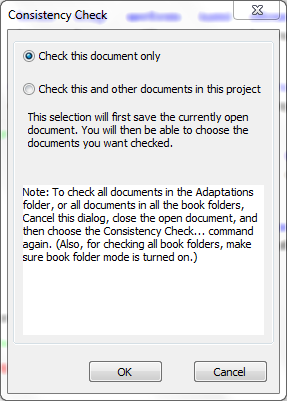 Consistency Check
Check this document only
Check this and other documents in this project
This selection will first save the currently open
document. You will then be able to choose the
documents you want checked.
Note: To check all documents in the Adaptations
folder, or all documents in all the book folders,
Cancel this dialog, close the open document, and
then choose the Consistency Check... command
again. (Also, for checking all book folders, make
sure book folder mode is turned on.)
OK
Cancel